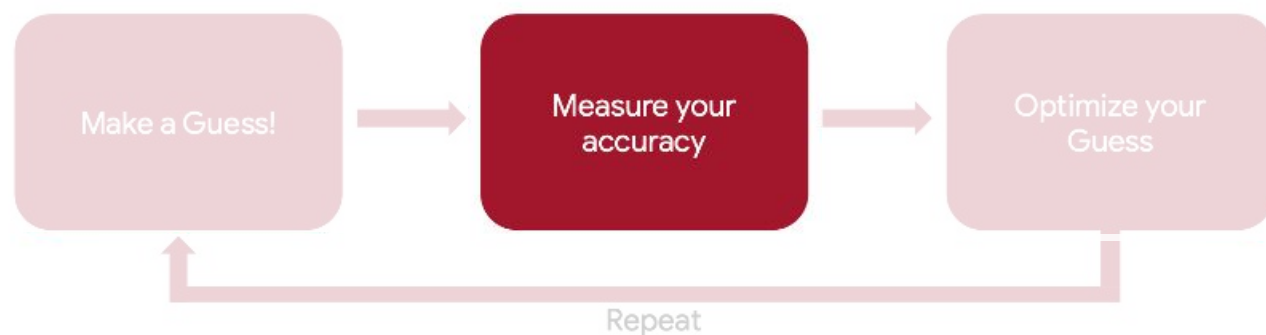 Make a Guess!
Measure your
accuracy
Optimize your
Guess
Repeat